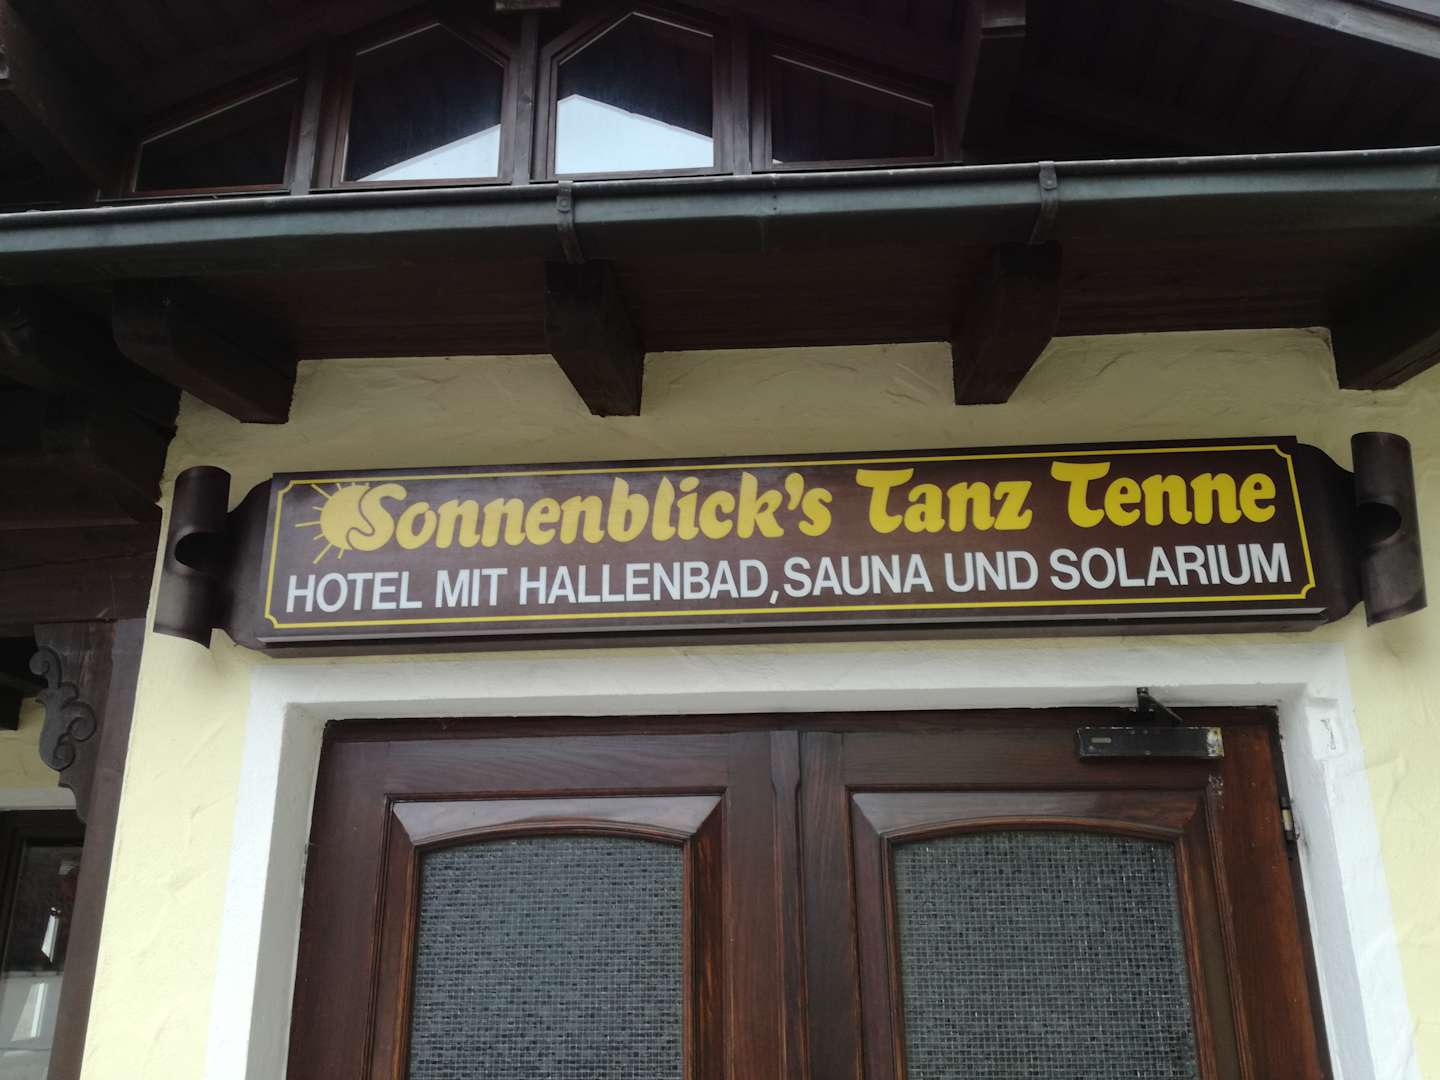 Sonnenblick's Tanz Tenne
HOTEL MIT HALLENBAD, SAUNA UND SOLARIUM